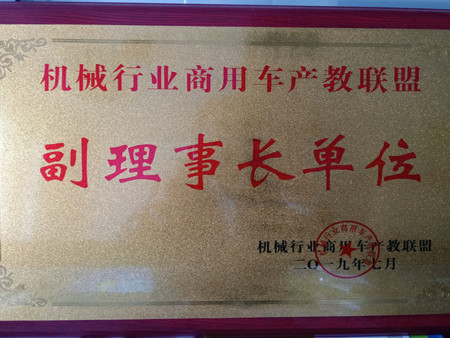 机械行业商用车产教联盟
副理事长单位
机械行业商用车产教联盟
二〇一九年七月